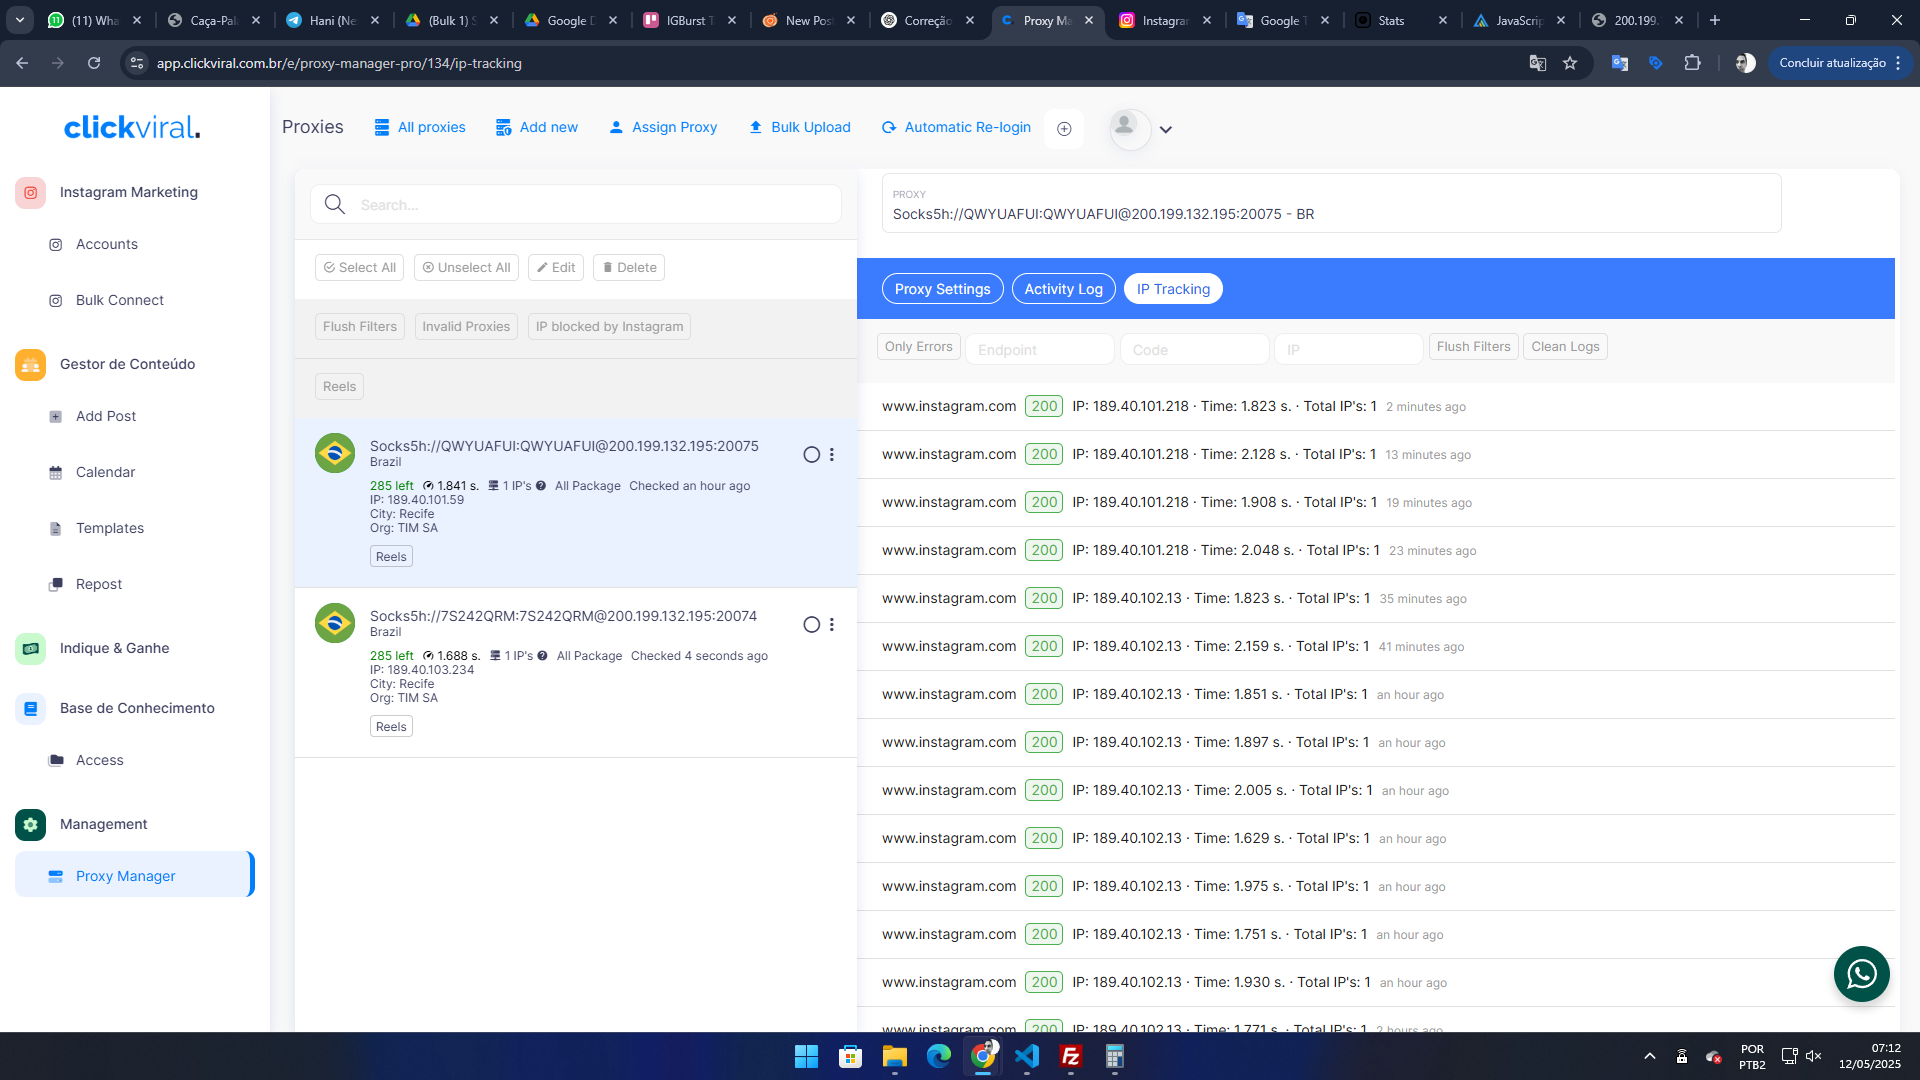 (11) Wha
Caça-Pal
Hani (Ne
(Bulk 1) S
Google D
IGBurst T
New Post
Correção
Proxy Ma
Instagram
Google T
Stats
JavaScrip
200.199.
app.clickviral.com.br/e/proxy-manager-pro/134/ip-tracking
Concluir atualização
clickviral.
Instagram Marketing
Accounts
Bulk Connect
Gestor de Conteúdo
Add Post
Calendar
Templates
Repost
Indique & Ganhe
Base de Conhecimento
Access
Management
Proxy Manager
Proxies
All proxies
Add new
Assign Proxy
Bulk Upload
Automatic Re-login
Search...
Select All
Unselect All
Edit
Delete
Flush Filters
Invalid Proxies
IP blocked by Instagram
Reels
Socks5h://QWYUAFUI:QWYUAFUI@200.199.132.195:20075
Brazil
285 left 1.841 s. 1 IP's All Package Checked an hour ago
IP: 189.40.101.59
City: Recife
Org: TIM SA
Reels
Socks5h://7S242QRM:7S242QRM@200.199.132.195:20074
Brazil
285 left 1.688 s. 1 IP's All Package Checked 4 seconds ago
IP: 189.40.103.234
City: Recife
Org: TIM SA
Reels
PROXY
Socks5h://QWYUAFUI:QWYUAFUI@200.199.132.195:20075 - BR
Proxy Settings
Activity Log
IP Tracking
Only Errors
Endpoint
Code
IP
Flush Filters
Clean Logs
www.instagram.com 200 IP: 189.40.101.218 · Time: 1.823 s. · Total IP's: 1 2 minutes ago
www.instagram.com 200 IP: 189.40.101.218 · Time: 2.128 s. · Total IP's: 1 13 minutes ago
www.instagram.com 200 IP: 189.40.101.218 · Time: 1.908 s. · Total IP's: 1 19 minutes ago
www.instagram.com 200 IP: 189.40.101.218 · Time: 2.048 s. · Total IP's: 1 23 minutes ago
www.instagram.com 200 IP: 189.40.102.13 · Time: 1.823 s. · Total IP's: 1 35 minutes ago
www.instagram.com 200 IP: 189.40.102.13 · Time: 2.159 s. · Total IP's: 1 41 minutes ago
www.instagram.com 200 IP: 189.40.102.13 · Time: 1.851 s. · Total IP's: 1 an hour ago
www.instagram.com 200 IP: 189.40.102.13 · Time: 1.897 s. · Total IP's: 1 an hour ago
www.instagram.com 200 IP: 189.40.102.13 · Time: 2.005 s. · Total IP's: 1 an hour ago
www.instagram.com 200 IP: 189.40.102.13 · Time: 1.629 s. · Total IP's: 1 an hour ago
www.instagram.com 200 IP: 189.40.102.13 · Time: 1.975 s. · Total IP's: 1 an hour ago
www.instagram.com 200 IP: 189.40.102.13 · Time: 1.751 s. · Total IP's: 1 an hour ago
www.instagram.com 200 IP: 189.40.102.13 · Time: 1.930 s. · Total IP's: 1 an hour ago
www.instagram.com 200 IP: 189.40.102.13 · Time: 1.771 s. · Total IP's: 1 2 hours ago
POR
PTB2
07:12
12/05/2025